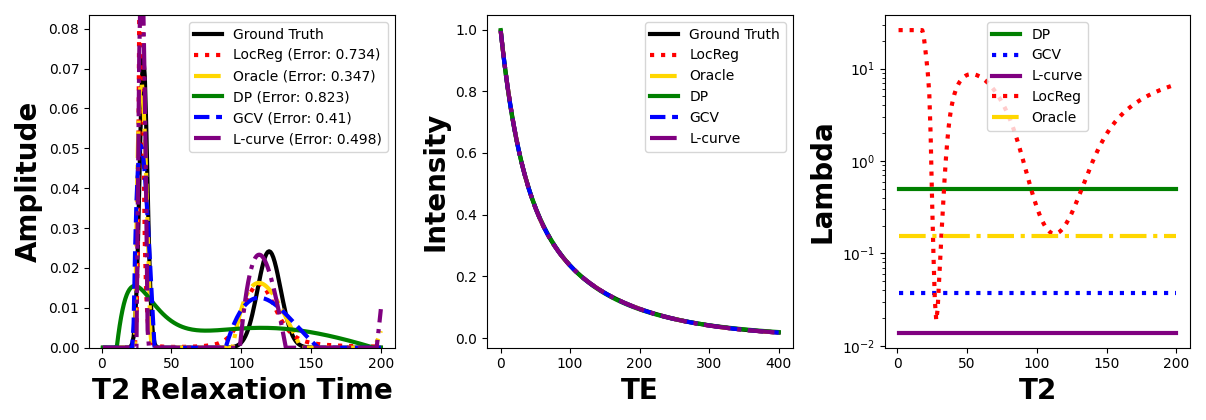 Amplitude
0.08
0.07
0.06
0.05
0.04
0.03
0.02
0.01
0.00
0
50
100
150
200
T2 Relaxation Time
Ground Truth
LocReg (Error: 0.734)
Oracle (Error: 0.347)
DP (Error: 0.823)
GCV (Error: 0.41)
L-curve (Error: 0.498)
Intensity
1.0
0.8
0.6
0.4
0.2
0.0
0
100
200
300
400
TE
Ground Truth
LocReg
Oracle
DP
GCV
L-curve
Lambda
10¹
10⁰
10⁻¹
10⁻²
0
50
100
150
200
T2
DP
GCV
L-curve
LocReg
Oracle